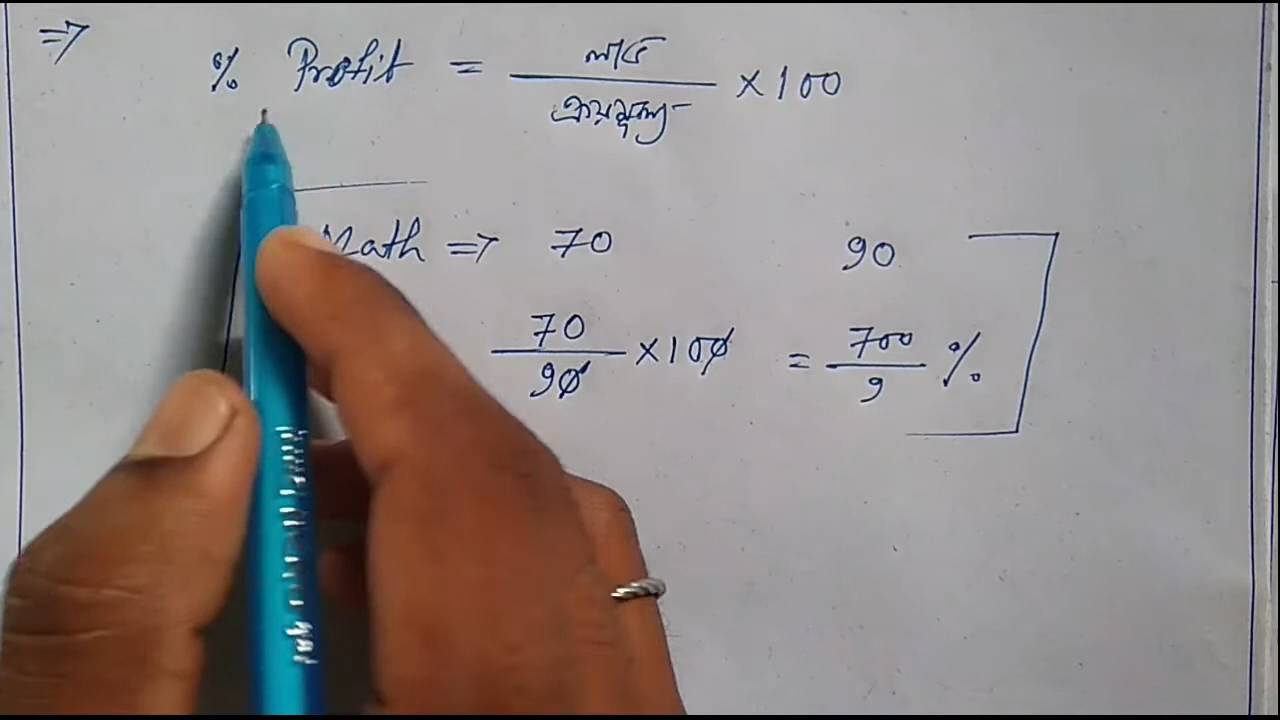 ⇒ % Profit = লাভ / ক্রয়মূল্য × 100
Math ⇒ 70 90
70 / 90 × 100 = 700 / 9 %